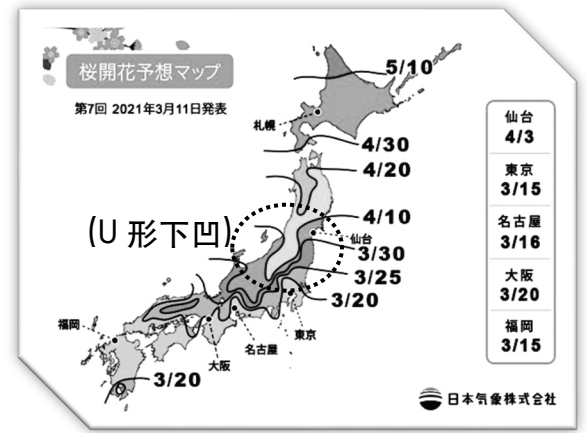 桜開花予想マップ
第7回 2021年3月11日発表
5/10
札幌
4/30
4/20
(U 形下凹)
4/10
仙台
3/30
3/25
3/20
福岡
東京
名古屋
大阪
3/20
仙台
4/3
東京
3/15
名古屋
3/16
大阪
3/20
福岡
3/15
日本気象株式会社